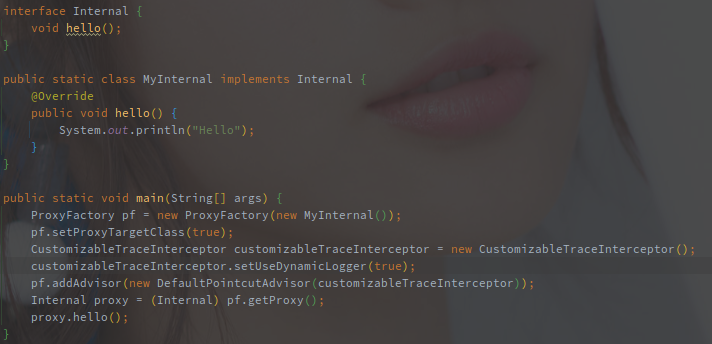 interface Internal {
void hello();
}
public static class MyInternal implements Internal {
@Override
public void hello() {
System.out.println("Hello");
}
}
public static void main(String[] args) {
ProxyFactory pf = new ProxyFactory(new MyInternal());
pf.setProxyTargetClass(true);
CustomizableTraceInterceptor customizableTraceInterceptor = new CustomizableTraceInterceptor();
customizableTraceInterceptor.setUseDynamicLogger(true);
pf.addAdvisor(new DefaultPointcutAdvisor(customizableTraceInterceptor));
Internal proxy = (Internal) pf.getProxy();
proxy.hello();
}